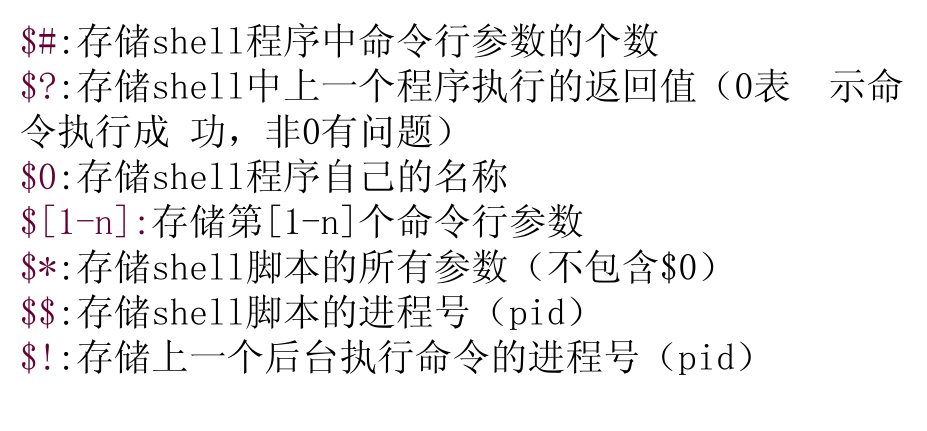 $#:存储shell程序中命令行参数的个数
$?:存储shell中上一个程序执行的返回值（0表 示命
令执行成 功，非0有问题）
$0:存储shell程序自己的名称
$[1-n]:存储第[1-n]个命令行参数
$*:存储shell脚本的所有参数（不包含$0）
$$:存储shell脚本的进程号（pid）
$!:存储上一个后台执行命令的进程号（pid）